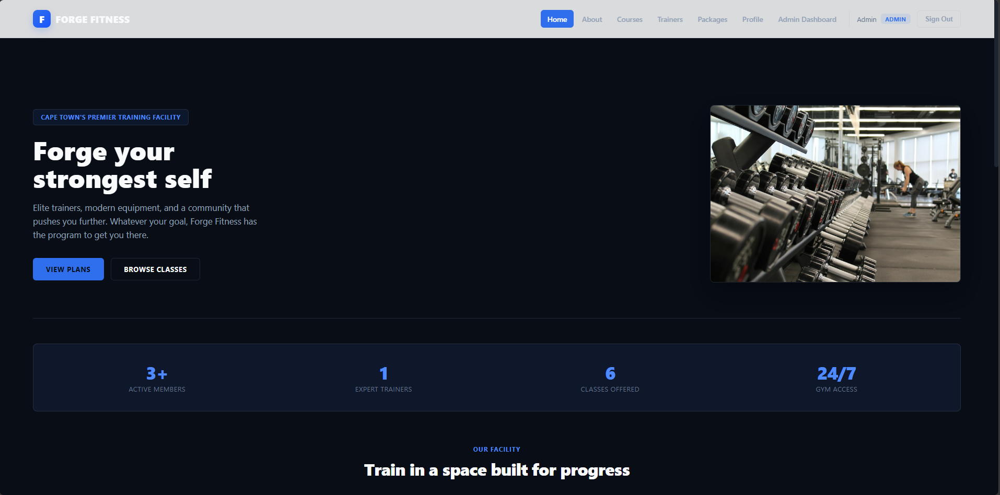 F FORGE FITNESS
Home About Courses Trainers Packages Profile Admin Dashboard Admin ADMIN Sign Out
CAPE TOWN'S PREMIER TRAINING FACILITY
Forge your
strongest self
Elite trainers, modern equipment, and a community that
pushes you further. Whatever your goal, Forge Fitness has
the program to get you there.
VIEW PLANS BROWSE CLASSES
3+ 1 6 24/7
ACTIVE MEMBERS EXPERT TRAINERS CLASSES OFFERED GYM ACCESS
OUR FACILITY
Train in a space built for progress